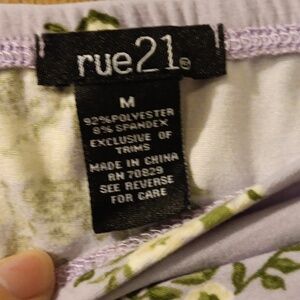 rue21®
M
92% POLYESTER
8% SPANDEX
EXCLUSIVE OF
TRIMS
MADE IN CHINA
RN 70829
SEE REVERSE
FOR CARE